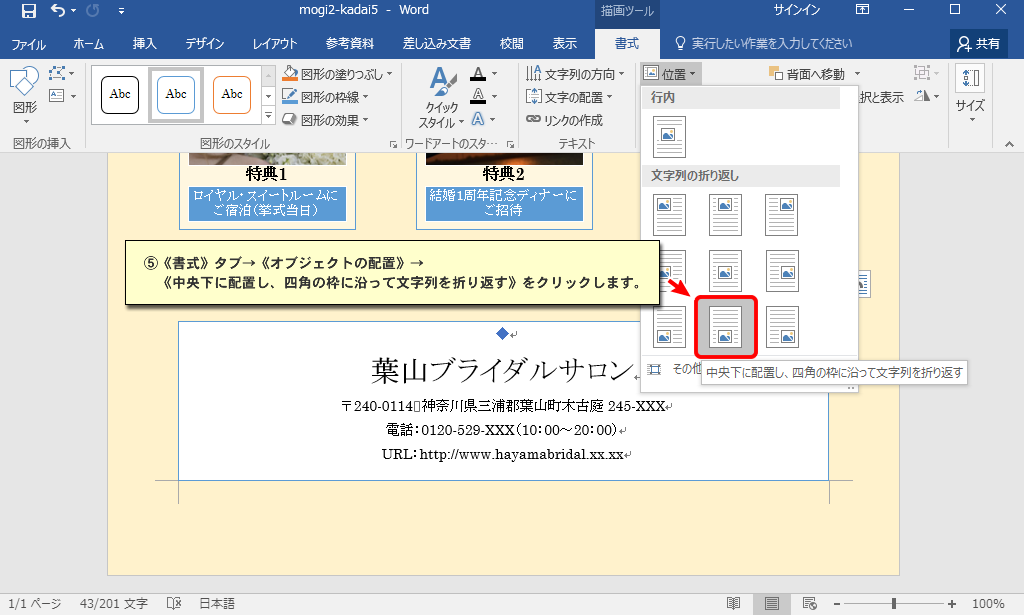 mogi2-kadai5 - Word
描画ツール
サインイン
ファイル ホーム 挿入 デザイン レイアウト 参考資料 差し込み文書 校閲 表示 書式 実行したい作業を入力してください 共有
図形
図形の挿入
Abc Abc Abc
図形の塗りつぶし
図形の枠線
図形の効果
図形のスタイル
クイック
スタイル
A
A
A
ワードアートのスタ…
文字列の方向
文字の配置
リンクの作成
テキスト
位置
背面へ移動
択と表示
サイズ
行内
文字列の折り返し
特典1
ロイヤル・スイートルームに
ご宿泊(挙式当日)
特典2
結婚1周年記念ディナーに
ご招待
⑤《書式》タブ→《オブジェクトの配置》→
《中央下に配置し、四角の枠に沿って文字列を折り返す》をクリックします。
その他
中央下に配置し、四角の枠に沿って文字列を折り返す
葉山ブライダルサロン
〒240-0114□神奈川県三浦郡葉山町木古庭 245-XXX
電話:0120-529-XXX(10:00～20:00)
URL:http://www.hayamabridal.xx.xx
1/1 ページ 43/201 文字 日本語 100%